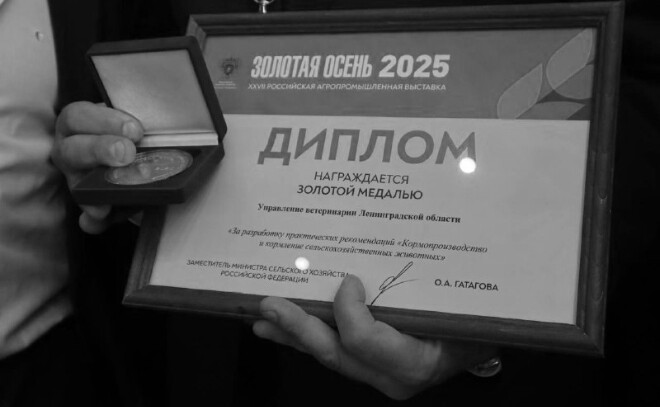 ЗОЛОТАЯ ОСЕНЬ 2025
XXVII РОССИЙСКАЯ АГРОПРОМЫШЛЕННАЯ ВЫСТАВКА
ДИПЛОМ
НАГРАЖДАЕТСЯ
ЗОЛОТОЙ МЕДАЛЬЮ
Управление ветеринарии Ленинградской области
«За разработку практических рекомендаций «Кормопроизводство
и кормление сельскохозяйственных животных»
ЗАМЕСТИТЕЛЬ МИНИСТРА СЕЛЬСКОГО ХОЗЯЙСТВА
РОССИЙСКОЙ ФЕДЕРАЦИИ
О.А. ГАТАГОВА